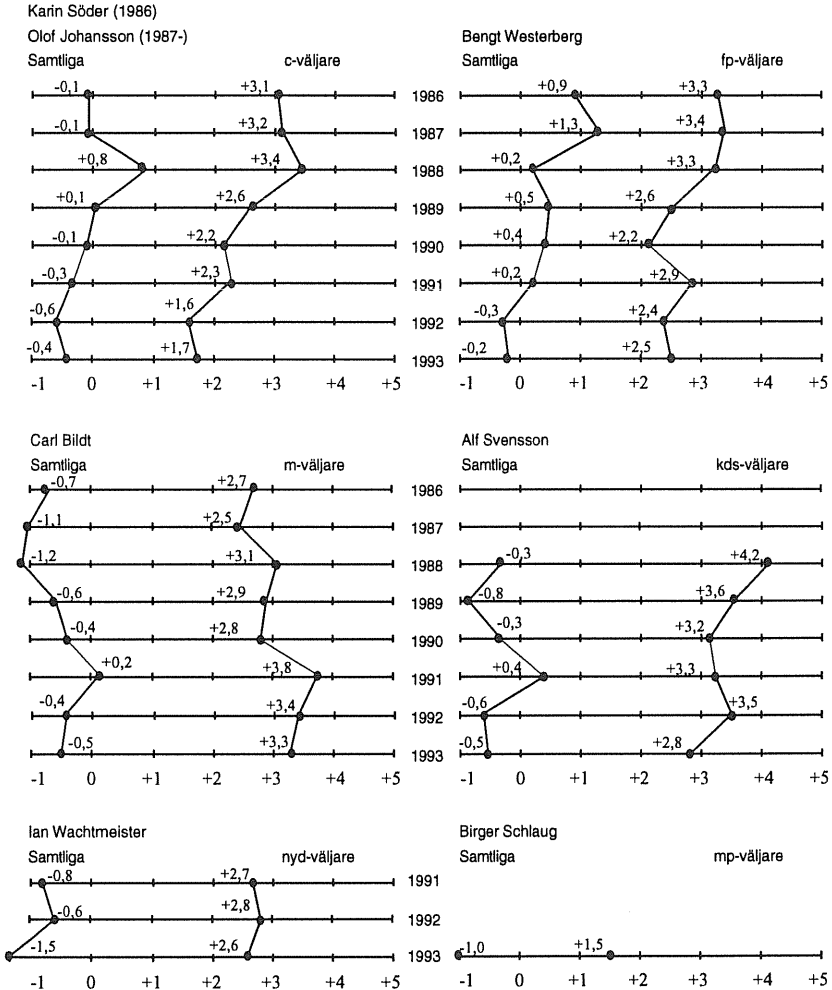 Karin Söder (1986)
Olof Johansson (1987-)
Samtliga c-väljare
-0,1 +3,1 1986
-0,1 +3,2 1987
+0,8 +3,4 1988
+0,1 +2,6 1989
-0,1 +2,2 1990
-0,3 +2,3 1991
-0,6 +1,6 1992
-0,4 +1,7 1993
-1 0 +1 +2 +3 +4 +5
Bengt Westerberg
Samtliga fp-väljare
+0,9 +3,3
+1,3 +3,4
+0,2 +3,3
+0,5 +2,6
+0,4 +2,2
+0,2 +2,9
-0,3 +2,4
-0,2 +2,5
-1 0 +1 +2 +3 +4 +5
Carl Bildt
Samtliga m-väljare
-0,7 +2,7 1986
-1,1 +2,5 1987
-1,2 +3,1 1988
-0,6 +2,9 1989
-0,4 +2,8 1990
+0,2 +3,8 1991
-0,4 +3,4 1992
-0,5 +3,3 1993
-1 0 +1 +2 +3 +4 +5
Alf Svensson
Samtliga kds-väljare
-0,3 +4,2
-0,8 +3,6
-0,3 +3,2
+0,4 +3,3
-0,6 +3,5
-0,5 +2,8
-1 0 +1 +2 +3 +4 +5
Ian Wachtmeister
Samtliga nyd-väljare
-0,8 +2,7 1991
-0,6 +2,8 1992
-1,5 +2,6 1993
-1 0 +1 +2 +3 +4 +5
Birger Schlaug
Samtliga mp-väljare
-1,0 +1,5
-1 0 +1 +2 +3 +4 +5